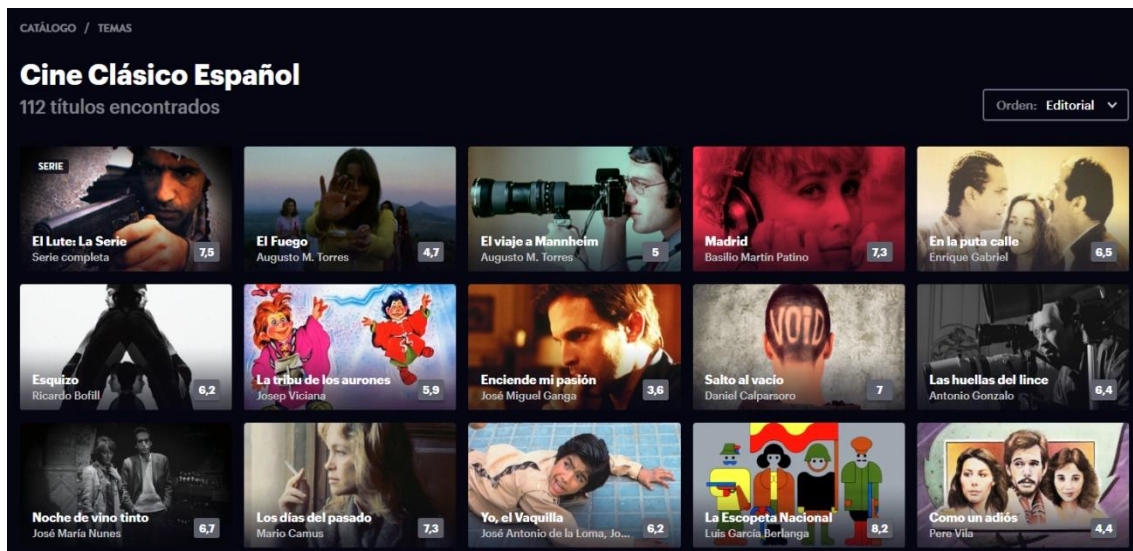 CATÁLOGO / TEMAS
Cine Clásico Español
112 títulos encontrados
Orden: Editorial
SERIE
El Lute: La Serie
Serie completa
7,5
El Fuego
Augusto M. Torres
4,7
El viaje a Mannheim
Augusto M. Torres
5
Madrid
Basilio Martín Patino
7,3
En la puta calle
Enrique Gabriel
6,5
Esquizo
Ricardo Bofill
6,2
La tribu de los aurones
Josep Viciana
5,9
Enciende mi pasión
José Miguel Ganga
3,6
VOID
Salto al vacío
Daniel Calparsoro
7
Las huellas del lince
Antonio Gonzalo
6,4
Noche de vino tinto
José María Nunes
6,7
Los días del pasado
Mario Camus
7,3
Yo, el Vaquilla
José Antonio de la Loma, Jo...
6,2
La Escopeta Nacional
Luis García Berlanga
8,2
Como un adiós
Pere Vila
4,4